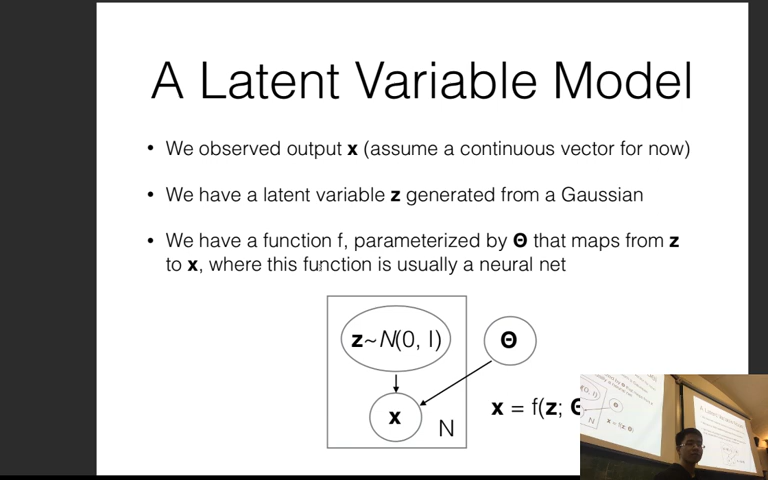 A Latent Variable Model
• We observed output x (assume a continuous vector for now)
• We have a latent variable z generated from a Gaussian
• We have a function f, parameterized by Θ that maps from z
to x, where this function is usually a neural net
z~N(0, I)
Θ
x
N
x = f(z; Θ